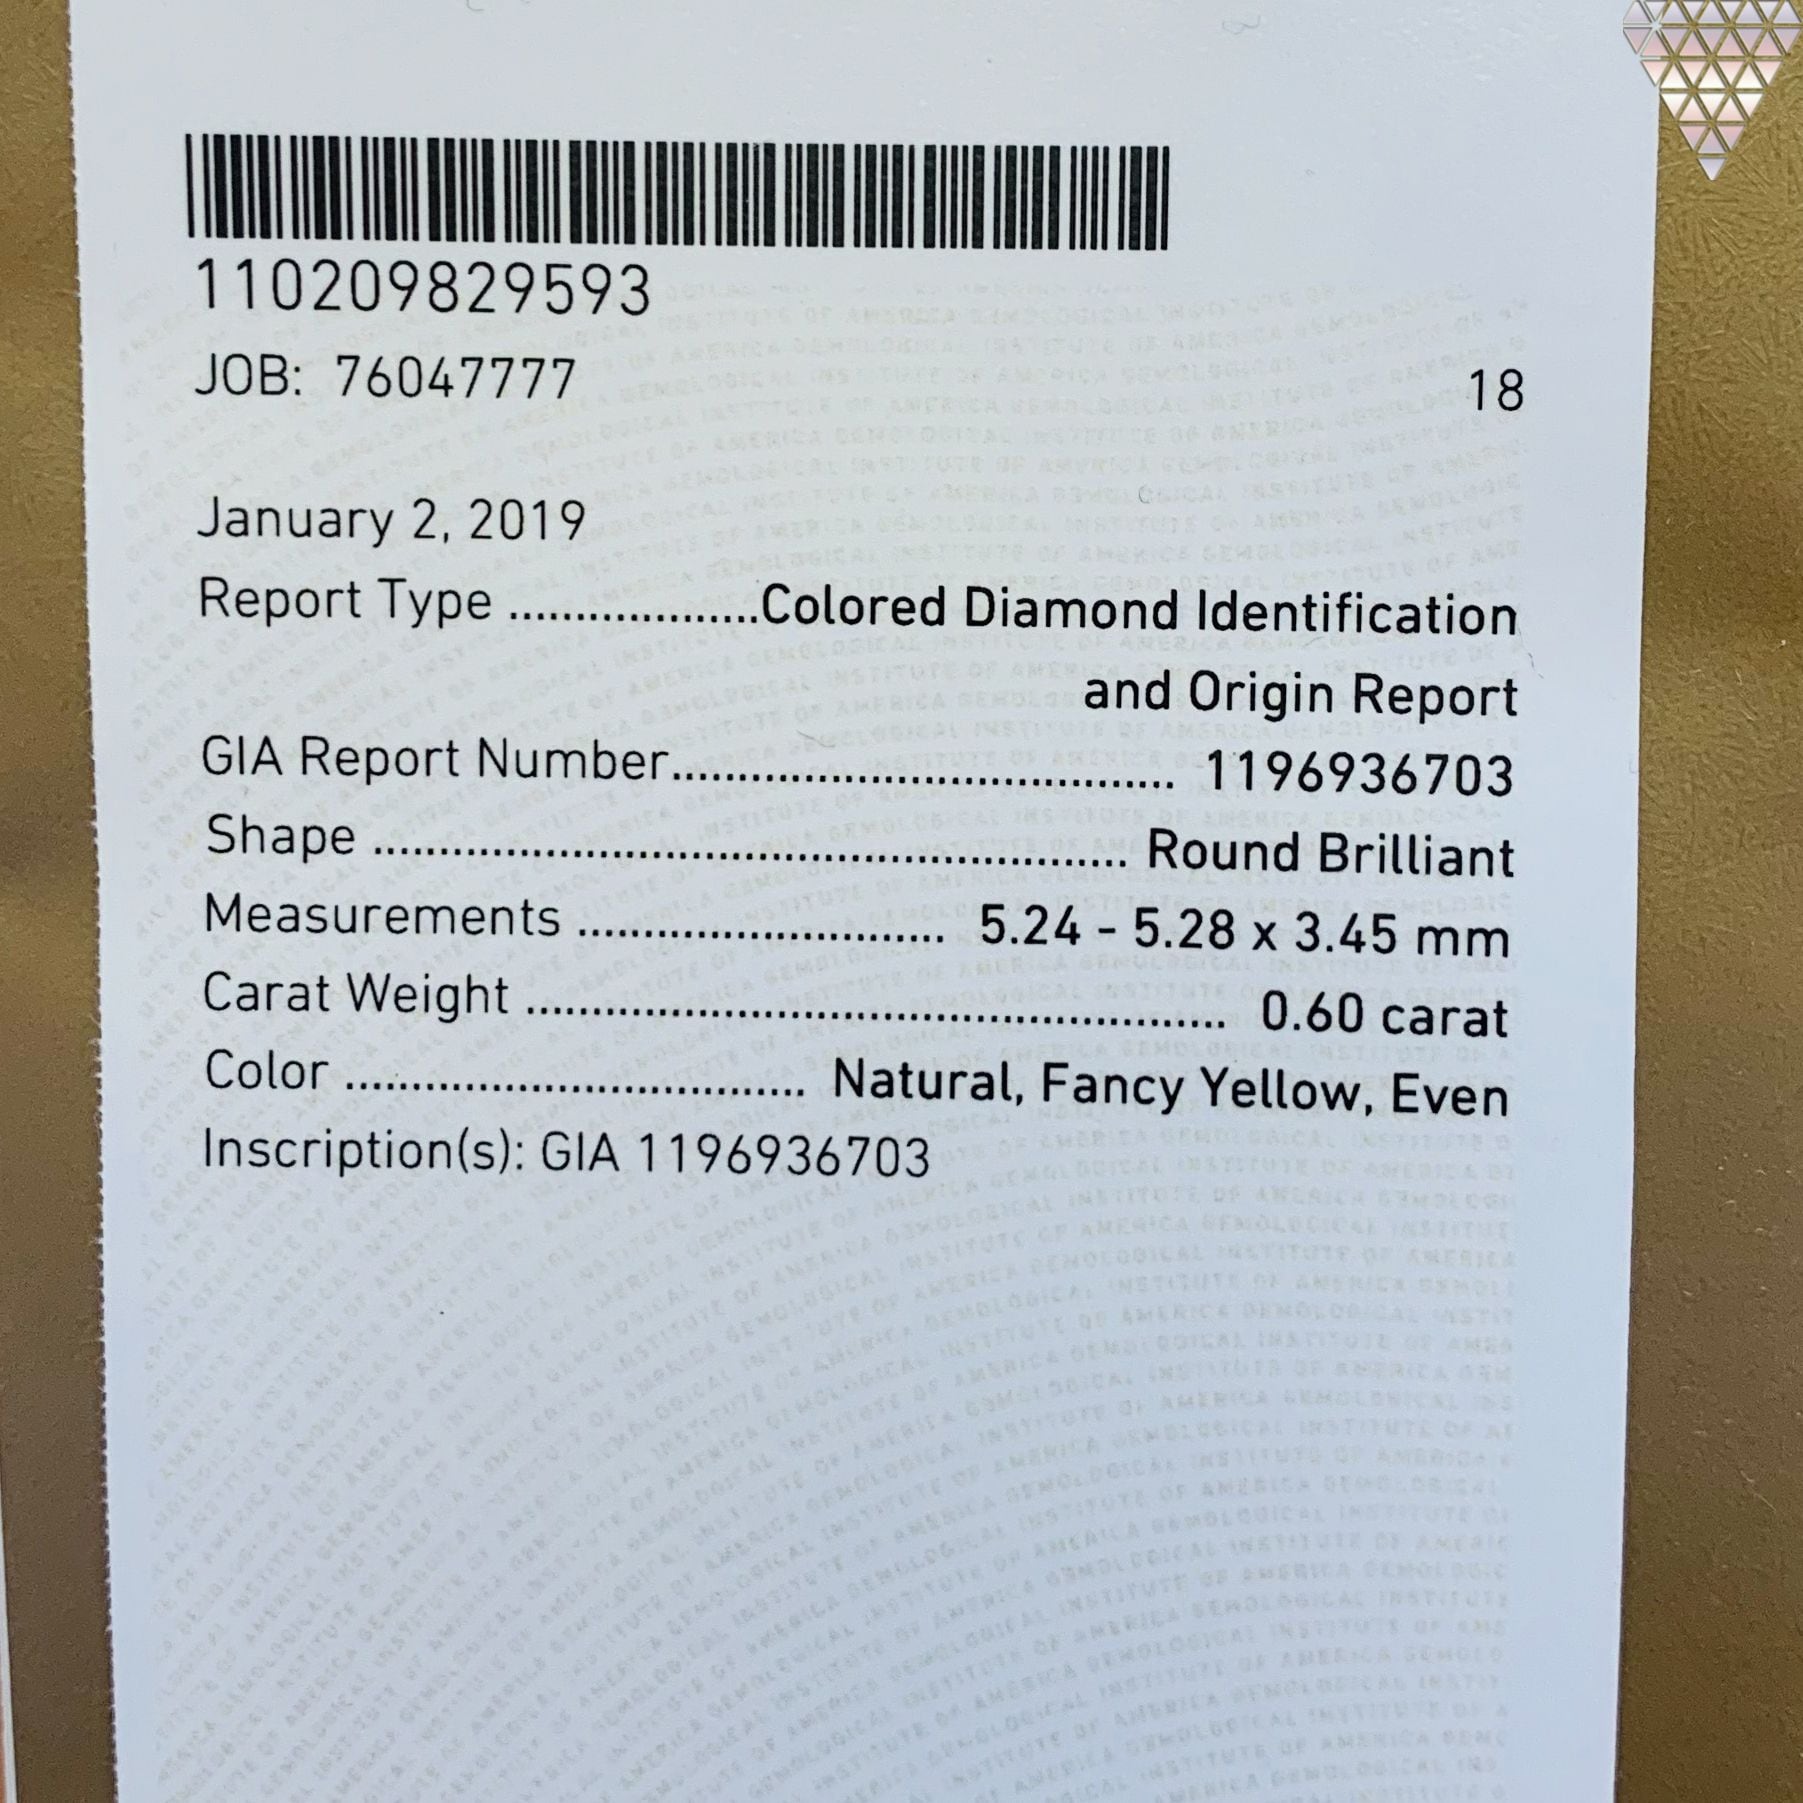 110209829593
JOB: 76047777
18
January 2, 2019
Report Type ...................Colored Diamond Identification
and Origin Report
GIA Report Number...................................... 1196936703
Shape ......................................................... Round Brilliant
Measurements ............................ 5.24 - 5.28 x 3.45 mm
Carat Weight ..................................................... 0.60 carat
Color ................................... Natural, Fancy Yellow, Even
Inscription(s): GIA 1196936703